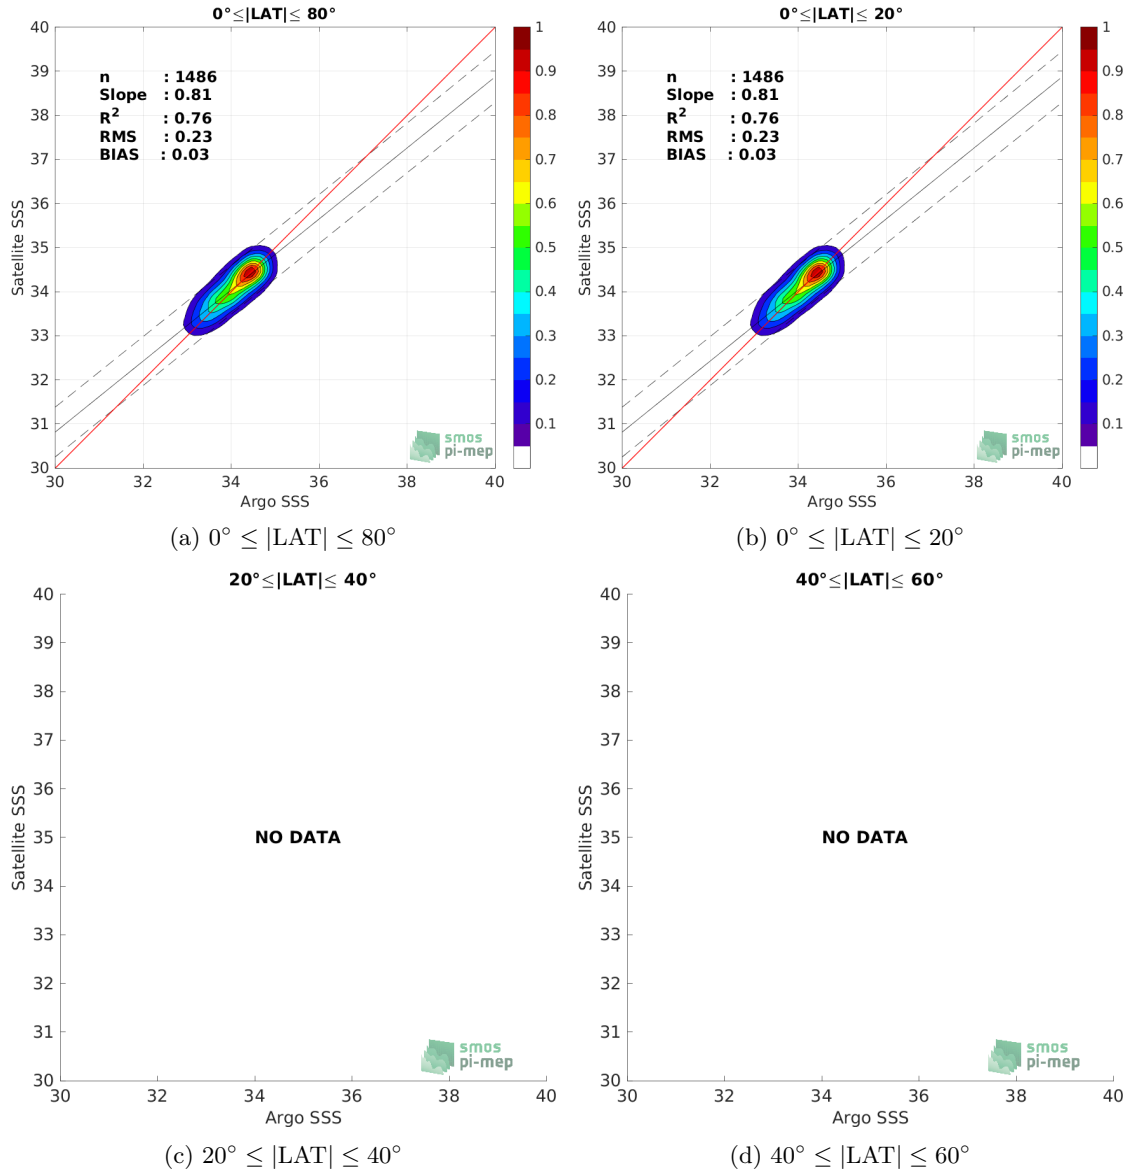 0°≤|LAT|≤ 80°
40
39
38
37
36
35
34
33
32
31
30
Satellite SSS
n : 1486
Slope : 0.81
R² : 0.76
RMS : 0.23
BIAS : 0.03
smos
pi-mep
30 32 34 36 38 40
Argo SSS
1
0.9
0.8
0.7
0.6
0.5
0.4
0.3
0.2
0.1
(a) 0° ≤ |LAT| ≤ 80°
0°≤|LAT|≤ 20°
40
39
38
37
36
35
34
33
32
31
30
Satellite SSS
n : 1486
Slope : 0.81
R² : 0.76
RMS : 0.23
BIAS : 0.03
smos
pi-mep
30 32 34 36 38 40
Argo SSS
1
0.9
0.8
0.7
0.6
0.5
0.4
0.3
0.2
0.1
(b) 0° ≤ |LAT| ≤ 20°
20°≤|LAT|≤ 40°
40
39
38
37
36
35
34
33
32
31
30
Satellite SSS
NO DATA
smos
pi-mep
30 32 34 36 38 40
Argo SSS
(c) 20° ≤ |LAT| ≤ 40°
40°≤|LAT|≤ 60°
40
39
38
37
36
35
34
33
32
31
30
Satellite SSS
NO DATA
smos
pi-mep
30 32 34 36 38 40
Argo SSS
(d) 40° ≤ |LAT| ≤ 60°